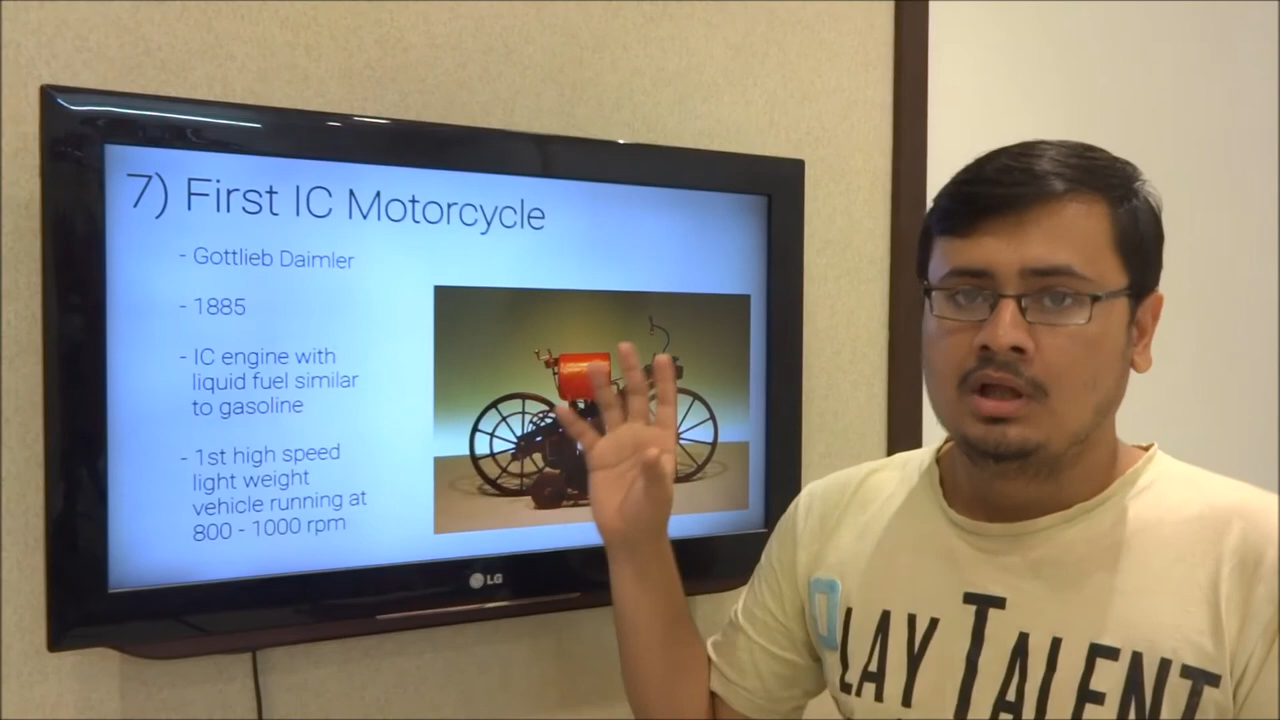 7) First IC Motorcycle
- Gottlieb Daimler
- 1885
- IC engine with
liquid fuel similar
to gasoline
- 1st high speed
light weight
vehicle running at
800 - 1000 rpm
LG
PLAY TALENT